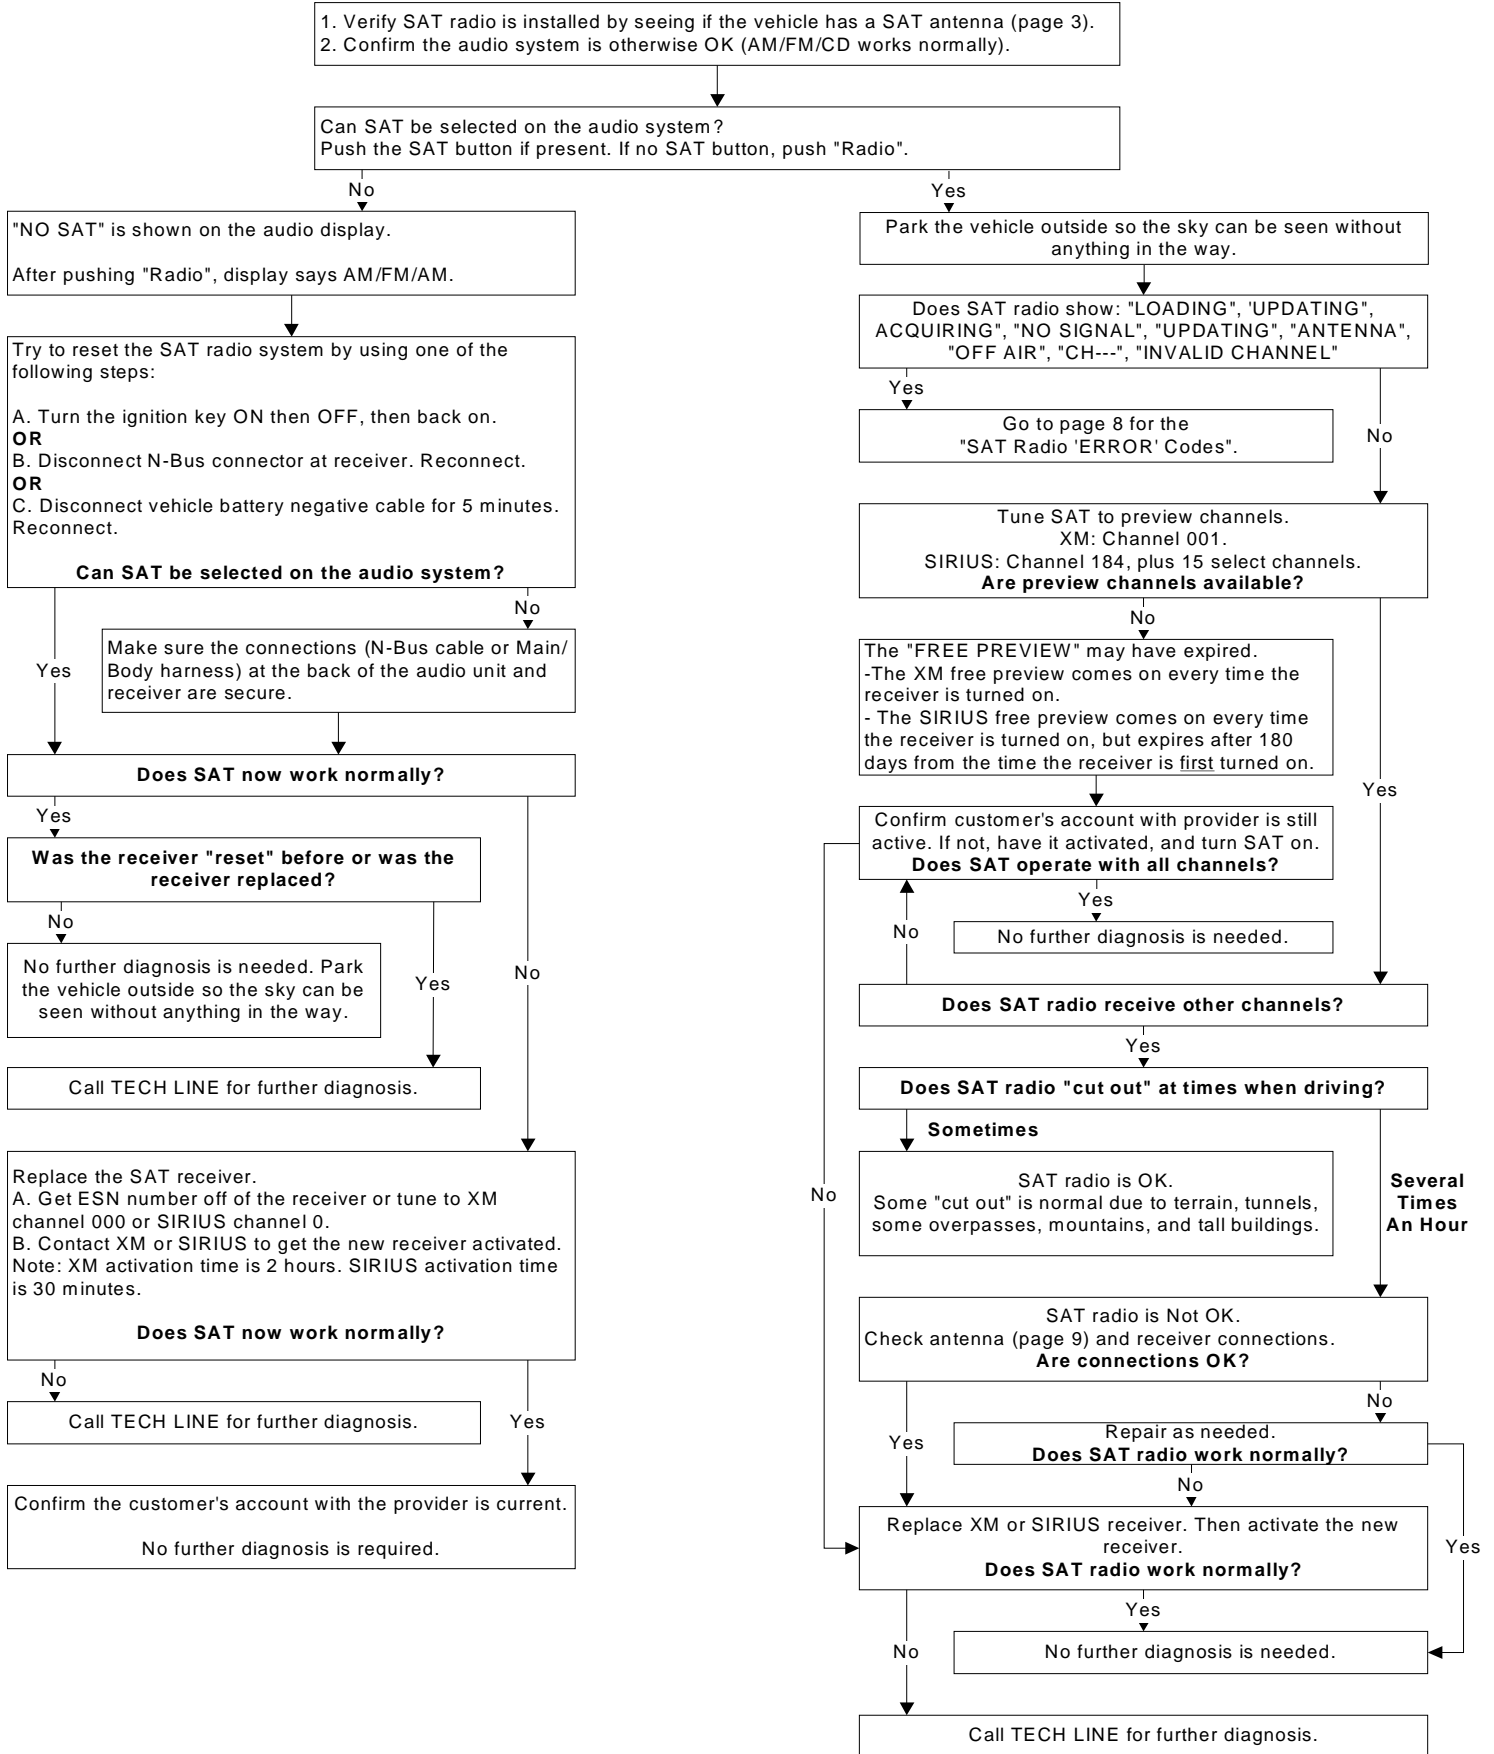 1. Verify SAT radio is installed by seeing if the vehicle has a SAT antenna (page 3).
2. Confirm the audio system is otherwise OK (AM/FM/CD works normally).
Can SAT be selected on the audio system?
Push the SAT button if present. If no SAT button, push "Radio".
No
"NO SAT" is shown on the audio display.
After pushing "Radio", display says AM/FM/AM.
Try to reset the SAT radio system by using one of the
following steps:
A. Turn the ignition key ON then OFF, then back on.
OR
B. Disconnect N-Bus connector at receiver. Reconnect.
OR
C. Disconnect vehicle battery negative cable for 5 minutes.
Reconnect.
Can SAT be selected on the audio system?
No
Make sure the connections (N-Bus cable or Main/
Body harness) at the back of the audio unit and
receiver are secure.
Yes
Does SAT now work normally?
Yes
Was the receiver "reset" before or was the
receiver replaced?
No
No further diagnosis is needed. Park
the vehicle outside so the sky can be
seen without anything in the way.
Yes
No
Call TECH LINE for further diagnosis.
Replace the SAT receiver.
A. Get ESN number off of the receiver or tune to XM
channel 000 or SIRIUS channel 0.
B. Contact XM or SIRIUS to get the new receiver activated.
Note: XM activation time is 2 hours. SIRIUS activation time
is 30 minutes.
Does SAT now work normally?
No
Call TECH LINE for further diagnosis.
Yes
Confirm the customer's account with the provider is current.
No further diagnosis is required.
Yes
Park the vehicle outside so the sky can be seen without
anything in the way.
Does SAT radio show: "LOADING", 'UPDATING",
ACQUIRING", "NO SIGNAL", "UPDATING", "ANTENNA",
"OFF AIR", "CH---", "INVALID CHANNEL"
Yes
Go to page 8 for the
"SAT Radio 'ERROR' Codes".
No
Tune SAT to preview channels.
XM: Channel 001.
SIRIUS: Channel 184, plus 15 select channels.
Are preview channels available?
No
The "FREE PREVIEW" may have expired.
-The XM free preview comes on every time the
receiver is turned on.
- The SIRIUS free preview comes on every time
the receiver is turned on, but expires after 180
days from the time the receiver is first turned on.
Yes
Confirm customer's account with provider is still
active. If not, have it activated, and turn SAT on.
Does SAT operate with all channels?
Yes
No
No further diagnosis is needed.
Does SAT radio receive other channels?
Yes
Does SAT radio "cut out" at times when driving?
Sometimes
SAT radio is OK.
Some "cut out" is normal due to terrain, tunnels,
some overpasses, mountains, and tall buildings.
No
Several
Times
An Hour
SAT radio is Not OK.
Check antenna (page 9) and receiver connections.
Are connections OK?
No
Yes
Repair as needed.
Does SAT radio work normally?
No
Replace XM or SIRIUS receiver. Then activate the new
receiver.
Does SAT radio work normally?
Yes
Yes
No
No further diagnosis is needed.
Call TECH LINE for further diagnosis.